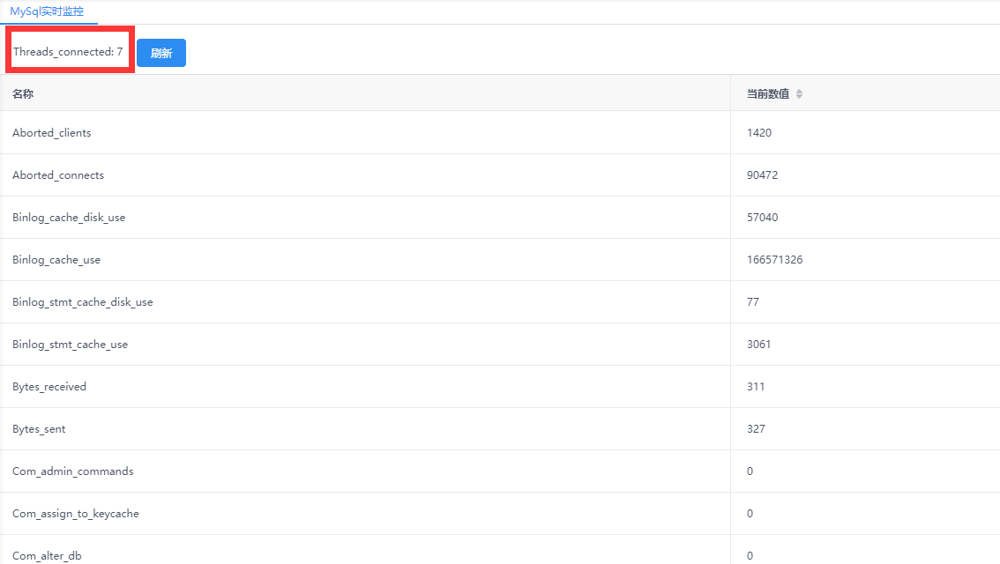 MySql实时监控
Threads_connected: 7 刷新
名称 当前数值
Aborted_clients 1420
Aborted_connects 90472
Binlog_cache_disk_use 57040
Binlog_cache_use 166571326
Binlog_stmt_cache_disk_use 77
Binlog_stmt_cache_use 3061
Bytes_received 311
Bytes_sent 327
Com_admin_commands 0
Com_assign_to_keycache 0
Com_alter_db 0